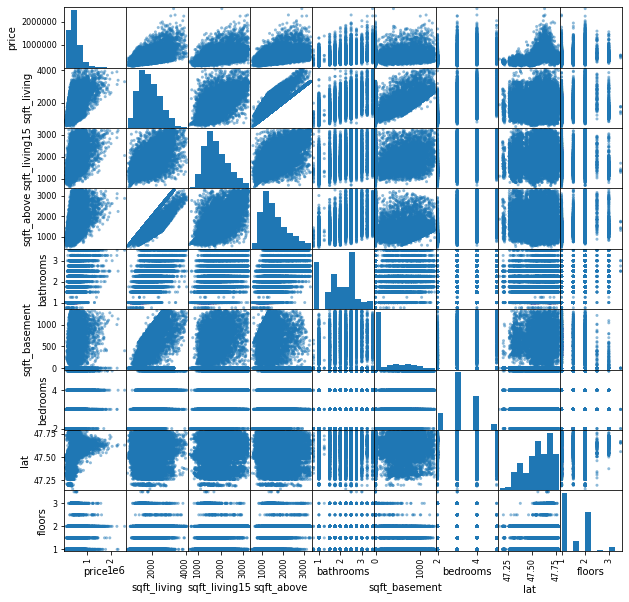 price
2000000
1000000
sqft_living
4000
2000
sqft_living15
3000
2000
1000
sqft_above
3000
2000
1000
bathrooms
3
2
1
sqft_basement
1000
500
0
bedrooms
4
2
lat
47.75
47.50
47.25
floors
3
2
1
1 2 2000 4000 1000 2000 3000 1000 2000 3000 1 2 3 0 1000 2 4 47.25 47.50 47.75 1 2 3
price 1e6 bathrooms bedrooms floors
sqft_living sqft_living15 sqft_above sqft_basement lat